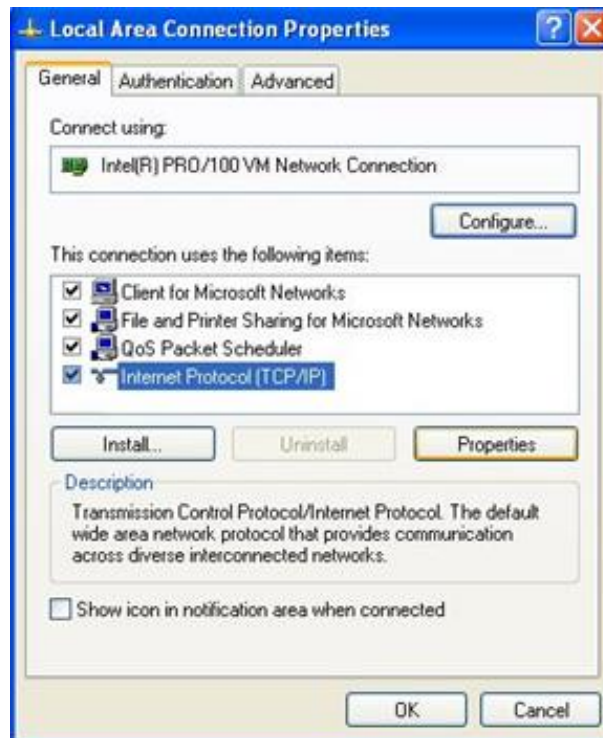 Local Area Connection Properties
General Authentication Advanced
Connect using:
Intel(R) PRO/100 VM Network Connection
Configure...
This connection uses the following items:
Client for Microsoft Networks
File and Printer Sharing for Microsoft Networks
QoS Packet Scheduler
Internet Protocol (TCP/IP)
Install... Uninstall Properties
Description
Transmission Control Protocol/Internet Protocol. The default
wide area network protocol that provides communication
across diverse interconnected networks.
Show icon in notification area when connected
OK Cancel